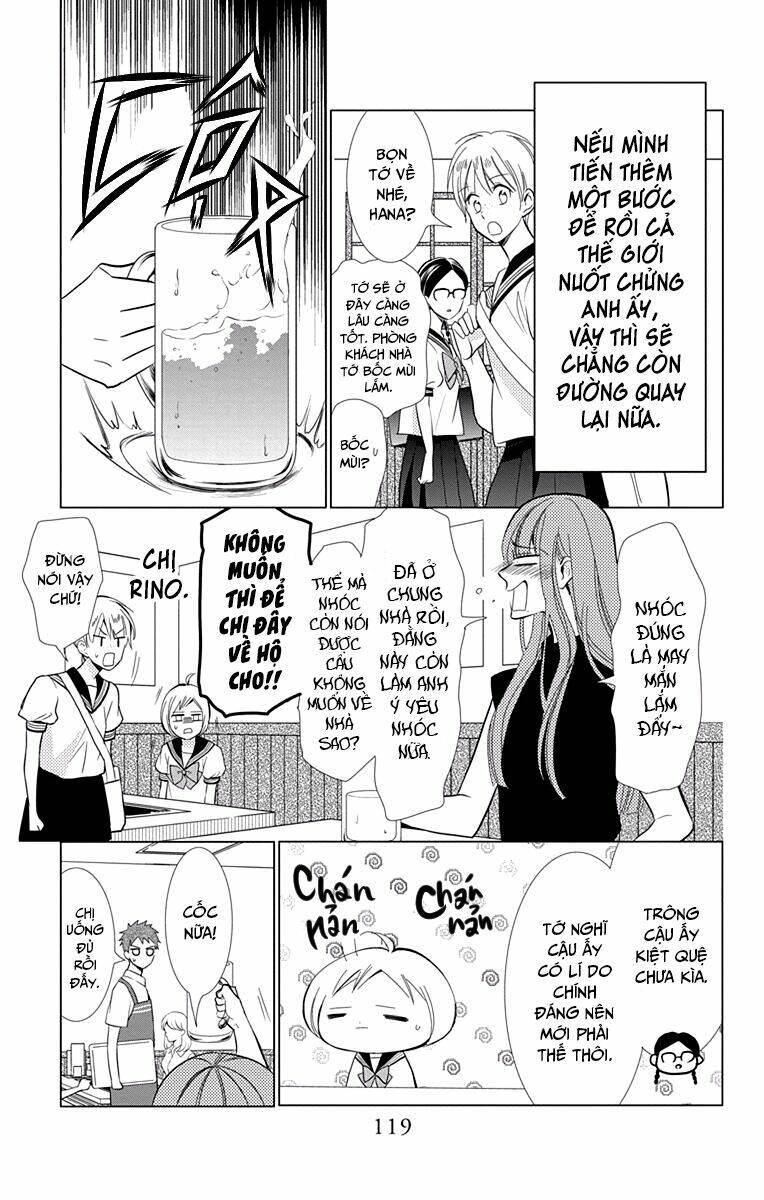 NẾU MÌNH
TIẾN THÊM
MỘT BƯỚC
ĐỂ RỒI CẢ
THẾ GIỚI
NUỐT CHỬNG
ANH ẤY,
VẬY THÌ SẼ
CHẲNG CÒN
ĐƯỜNG QUAY
LẠI NỮA.
BỌN
TỚ VỀ
NHÉ,
HANA?
TỚ SẼ Ở
ĐÂY CÀNG
LÂU CÀNG
TỐT. PHÒNG
KHÁCH NHÀ
TỚ BỐC MÙI
LẮM.
BỐC
MÙI?
CỘP
NHÓC
ĐÚNG
LÀ MAY
MẮN
LẮM
ĐẤY~
ĐÃ Ở
CHUNG
NHÀ RỒI,
ĐẰNG
NÀY CÒN
LÀM ANH
Ý YÊU
NHÓC
NỮA.
THẾ MÀ
NHÓC
CÒN NÓI
ĐƯỢC
CÂU
KHÔNG
MUỐN VỀ
NHÀ
SAO?
KHÔNG
MUỐN
THÌ ĐỂ
CHỊ ĐÂY
VỀ HỘ
CHO!!
CHỊ
RINO.
ĐỪNG
NÓI VẬY
CHỨ!
TRÔNG
CẬU ẤY
KIỆT QUỆ
CHƯA KÌA.
TỚ NGHĨ
CẬU ẤY
CÓ LÍ DO
CHÍNH
ĐÁNG NÊN
MỚI PHẢI
THẾ THÔI.
Chán
nản
Chán
nản
CỐC
NỮA!
CHỊ
UỐNG
ĐỦ
RỒI
ĐẤY.
119